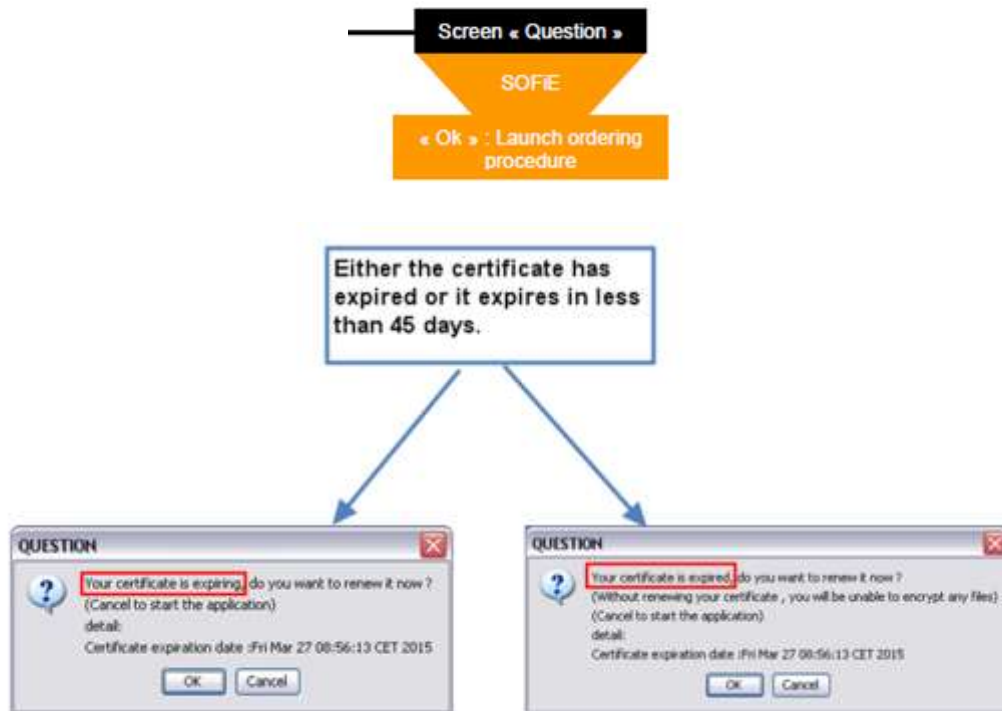 Screen « Question »
SOFiE
« Ok » : Launch ordering
procedure
Either the certificate has
expired or it expires in less
than 45 days.
QUESTION
Your certificate is expiring, do you want to renew it now ?
(Cancel to start the application)
detail:
Certificate expiration date :Fri Mar 27 08:56:13 CET 2015
OK
Cancel
QUESTION
Your certificate is expired, do you want to renew it now ?
(Without renewing your certificate , you will be unable to encrypt any files)
(Cancel to start the application)
detail:
Certificate expiration date :Fri Mar 27 08:56:13 CET 2015
OK
Cancel